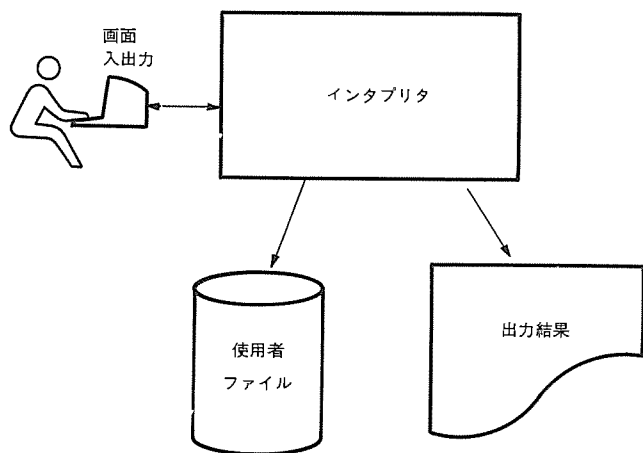 画面
入出力
インタプリタ
使用者
ファイル
出力結果